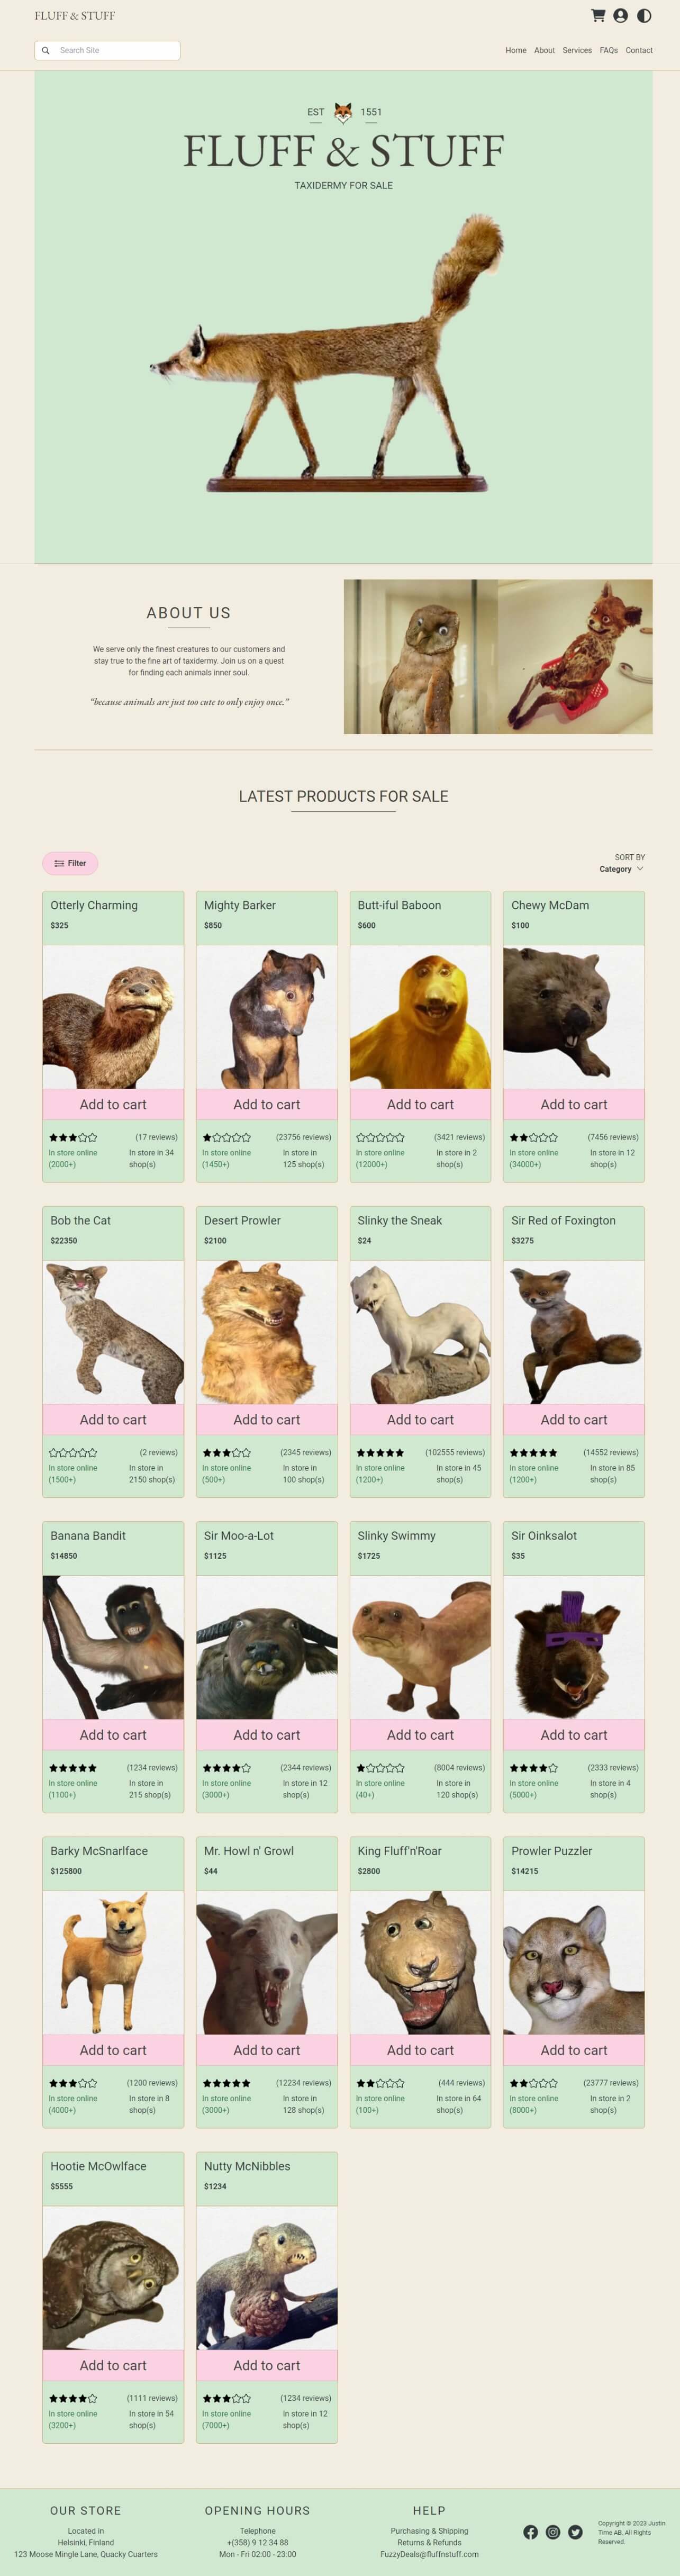 FLUFF & STUFF
Search Site
Home About Services FAQs Contact
EST 1551
FLUFF & STUFF
TAXIDERMY FOR SALE
ABOUT US
We serve only the finest creatures to our customers and
stay true to the fine art of taxidermy. Join us on a quest
for finding each animals inner soul.
“because animals are just too cute to only enjoy once.”
LATEST PRODUCTS FOR SALE
Filter
SORT BY
Category
Otterly Charming
$325
Add to cart
(17 reviews)
In store online
(2000+)
In store in 34
shop(s)
Mighty Barker
$850
Add to cart
(23756 reviews)
In store online
(1450+)
In store in
125 shop(s)
Butt-iful Baboon
$600
Add to cart
(3421 reviews)
In store online
(12000+)
In store in 2
shop(s)
Chewy McDam
$100
Add to cart
(7456 reviews)
In store online
(34000+)
In store in 12
shop(s)
Bob the Cat
$22350
Add to cart
(2 reviews)
In store online
(1500+)
In store in
2150 shop(s)
Desert Prowler
$2100
Add to cart
(2345 reviews)
In store online
(500+)
In store in
100 shop(s)
Slinky the Sneak
$24
Add to cart
(102555 reviews)
In store online
(1200+)
In store in 45
shop(s)
Sir Red of Foxington
$3275
Add to cart
(14552 reviews)
In store online
(1200+)
In store in 85
shop(s)
Banana Bandit
$14850
Add to cart
(1234 reviews)
In store online
(1100+)
In store in
215 shop(s)
Sir Moo-a-Lot
$1125
Add to cart
(2344 reviews)
In store online
(3000+)
In store in 12
shop(s)
Slinky Swimmy
$1725
Add to cart
(8004 reviews)
In store online
(40+)
In store in
120 shop(s)
Sir Oinksalot
$35
Add to cart
(2333 reviews)
In store online
(5000+)
In store in 4
shop(s)
Barky McSnarlface
$125800
Add to cart
(1200 reviews)
In store online
(4000+)
In store in 8
shop(s)
Mr. Howl n' Growl
$44
Add to cart
(12234 reviews)
In store online
(3000+)
In store in
128 shop(s)
King Fluff'n'Roar
$2800
Add to cart
(444 reviews)
In store online
(100+)
In store in 64
shop(s)
Prowler Puzzler
$14215
Add to cart
(23777 reviews)
In store online
(8000+)
In store in 2
shop(s)
Hootie McOwlface
$5555
Add to cart
(1111 reviews)
In store online
(3200+)
In store in 54
shop(s)
Nutty McNibbles
$1234
Add to cart
(1234 reviews)
In store online
(7000+)
In store in 12
shop(s)
OUR STORE
Located in
Helsinki, Finland
123 Moose Mingle Lane, Quacky Cuarters
OPENING HOURS
Telephone
+(358) 9 12 34 88
Mon - Fri 02:00 - 23:00
HELP
Purchasing & Shipping
Returns & Refunds
FuzzyDeals@fluffnstuff.com
Copyright © 2023 Justin
Time AB. All Rights
Reserved.